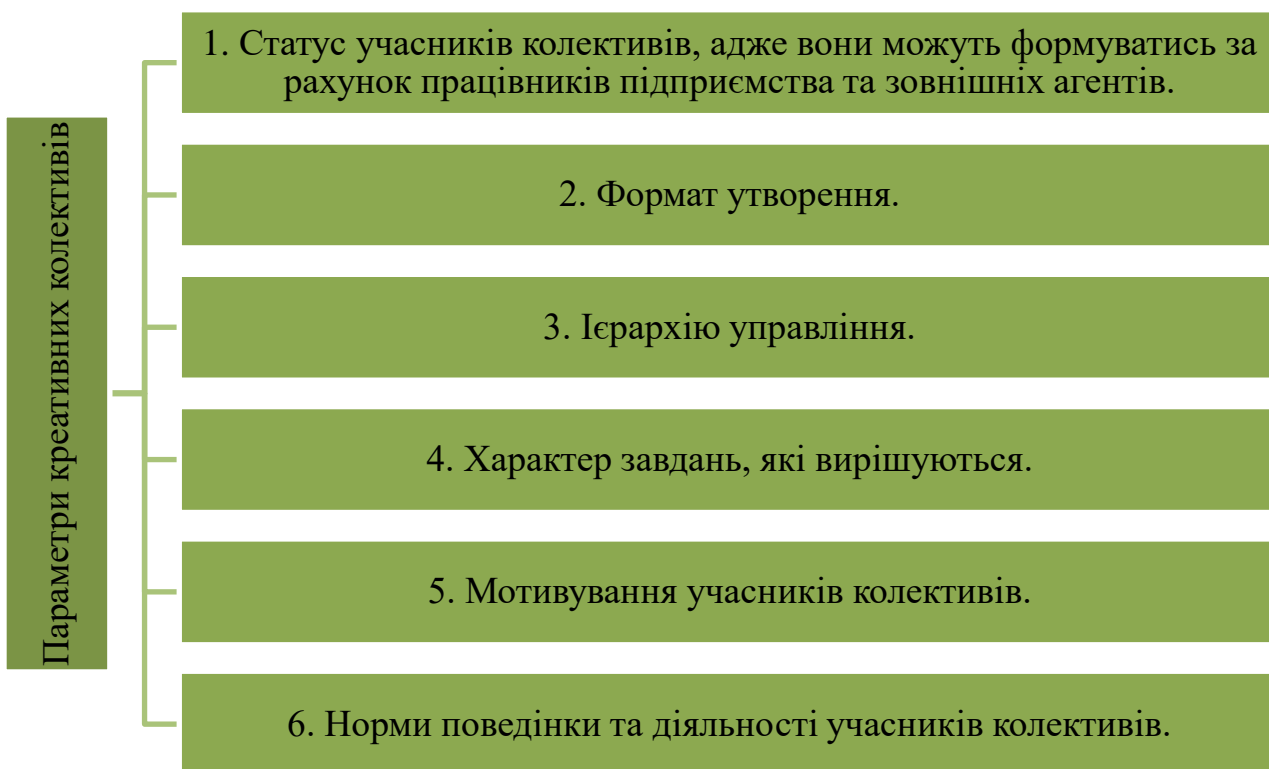 Параметри креативних колективів
1. Статус учасників колективів, адже вони можуть формуватись за
рахунок працівників підприємства та зовнішніх агентів.
2. Формат утворення.
3. Ієрархію управління.
4. Характер завдань, які вирішуються.
5. Мотивування учасників колективів.
6. Норми поведінки та діяльності учасників колективів.